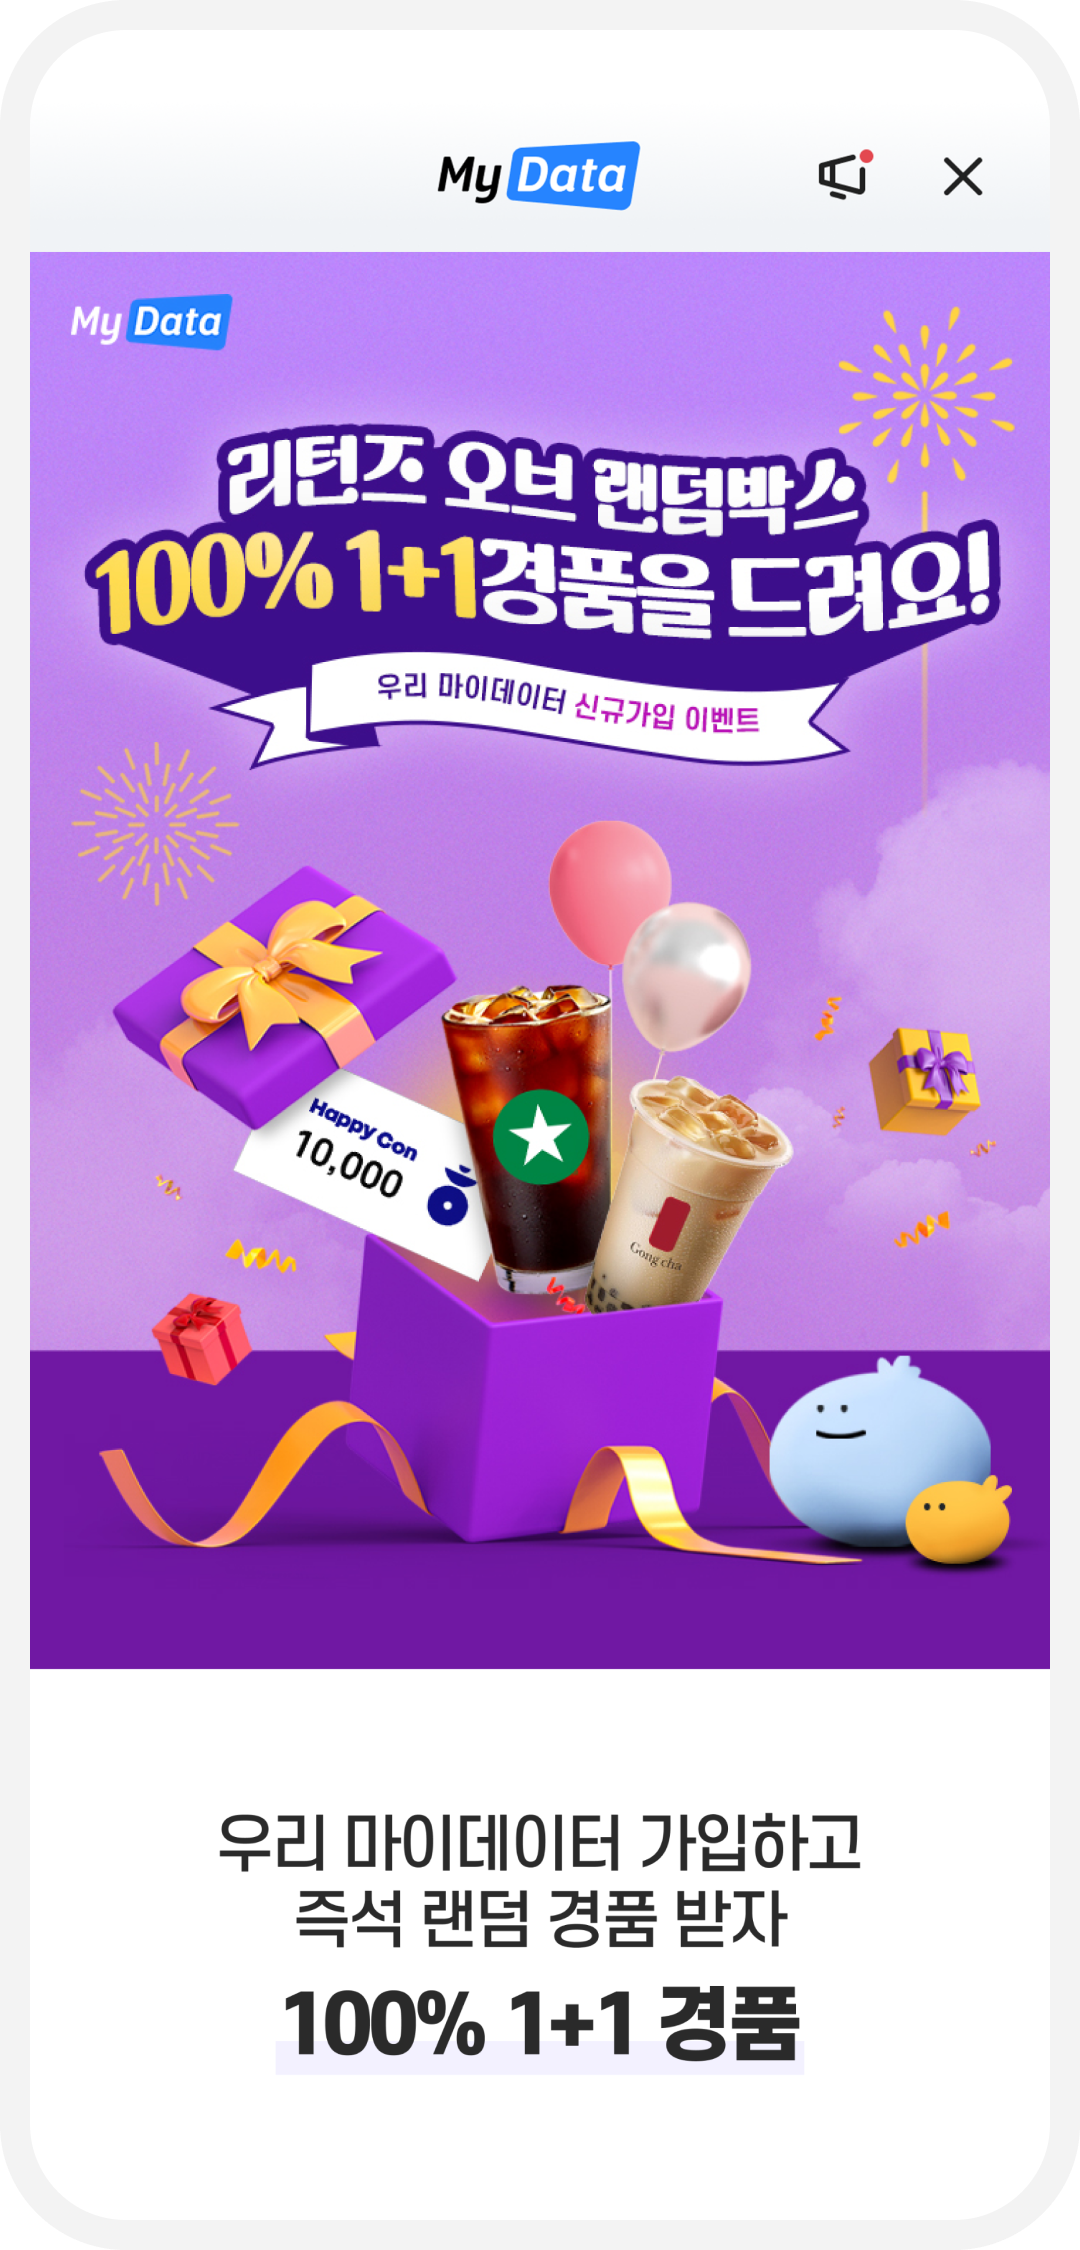 My Data
My Data
리턴즈 오브 랜덤박스
100% 1+1경품을 드려요!
우리 마이데이터 신규가입 이벤트
Happy Con
10,000
Gong cha
우리 마이데이터 가입하고
즉석 랜덤 경품 받자
100% 1+1 경품